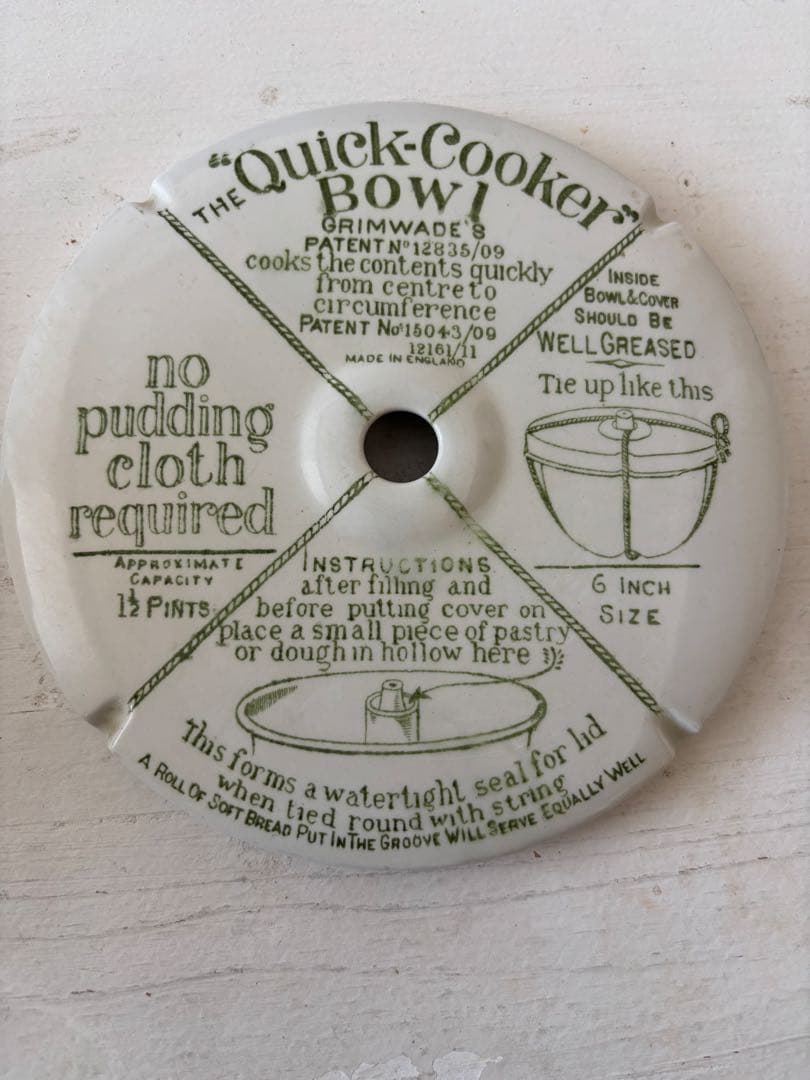 THE "Quick-Cooker"
BOWl
GRIMWADE'S
PATENT Nº 12835/09
cooks the contents quickly
from centre to
circumference
PATENT No 15043/09
12161/11
MADE IN ENGLAND
INSIDE
BOWL & COVER
SHOULD BE
WELL GREASED
Tie up like this
6 INCH
SIZE
no
pudding
cloth
required
APPROXIMATE
CAPACITY
1½ PINTS
INSTRUCTIONS
after filling and
before putting cover on
place a small piece of pastry
or dough in hollow here
This forms a watertight seal for lid
when tied round with string
A ROLL OF SOFT BREAD PUT IN THE GROOVE WILL SERVE EQUALLY WELL